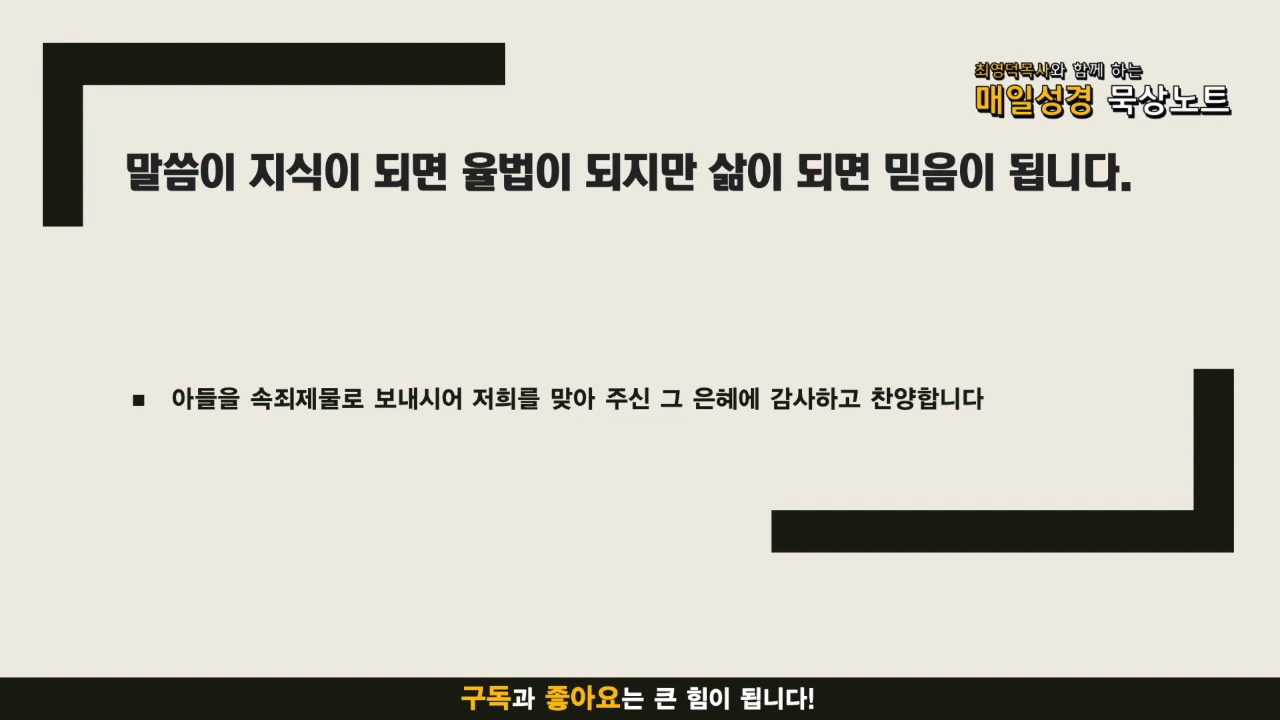 최영덕목사와 함께 하는
매일성경 묵상노트
말씀이 지식이 되면 율법이 되지만 삶이 되면 믿음이 됩니다.
■ 아들을 속죄제물로 보내시어 저희를 맞아 주신 그 은혜에 감사하고 찬양합니다
구독과 좋아요는 큰 힘이 됩니다!